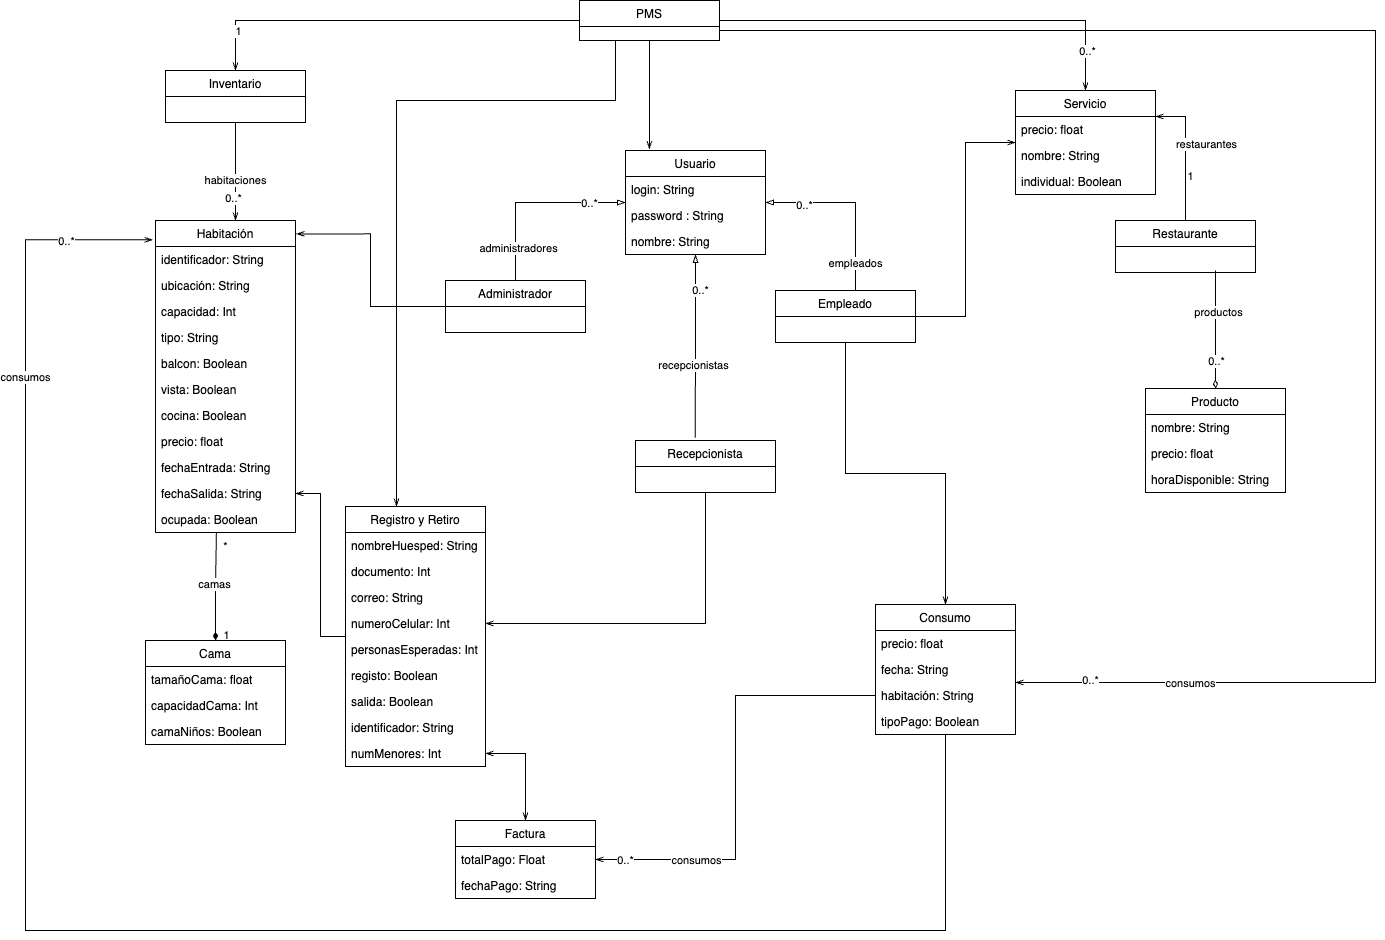 PMS
1
0..*
Inventario
Servicio
precio: float
nombre: String
individual: Boolean
restaurantes
1
Usuario
login: String
password : String
nombre: String
habitaciones
0..*
0..*
0..*
administradores
empleados
0..*
Restaurante
Habitación
identificador: String
ubicación: String
capacidad: Int
tipo: String
balcon: Boolean
vista: Boolean
cocina: Boolean
precio: float
fechaEntrada: String
fechaSalida: String
ocupada: Boolean
0..*
consumos
Administrador
Empleado
productos
0..*
recepcionistas
Producto
nombre: String
precio: float
horaDisponible: String
Recepcionista
Registro y Retiro
nombreHuesped: String
documento: Int
correo: String
numeroCelular: Int
personasEsperadas: Int
registo: Boolean
salida: Boolean
identificador: String
numMenores: Int
*
camas
1
Cama
tamañoCama: float
capacidadCama: Int
camaNiños: Boolean
Consumo
precio: float
fecha: String
habitación: String
tipoPago: Boolean
0..*
consumos
Factura
totalPago: Float
fechaPago: String
0..*
consumos